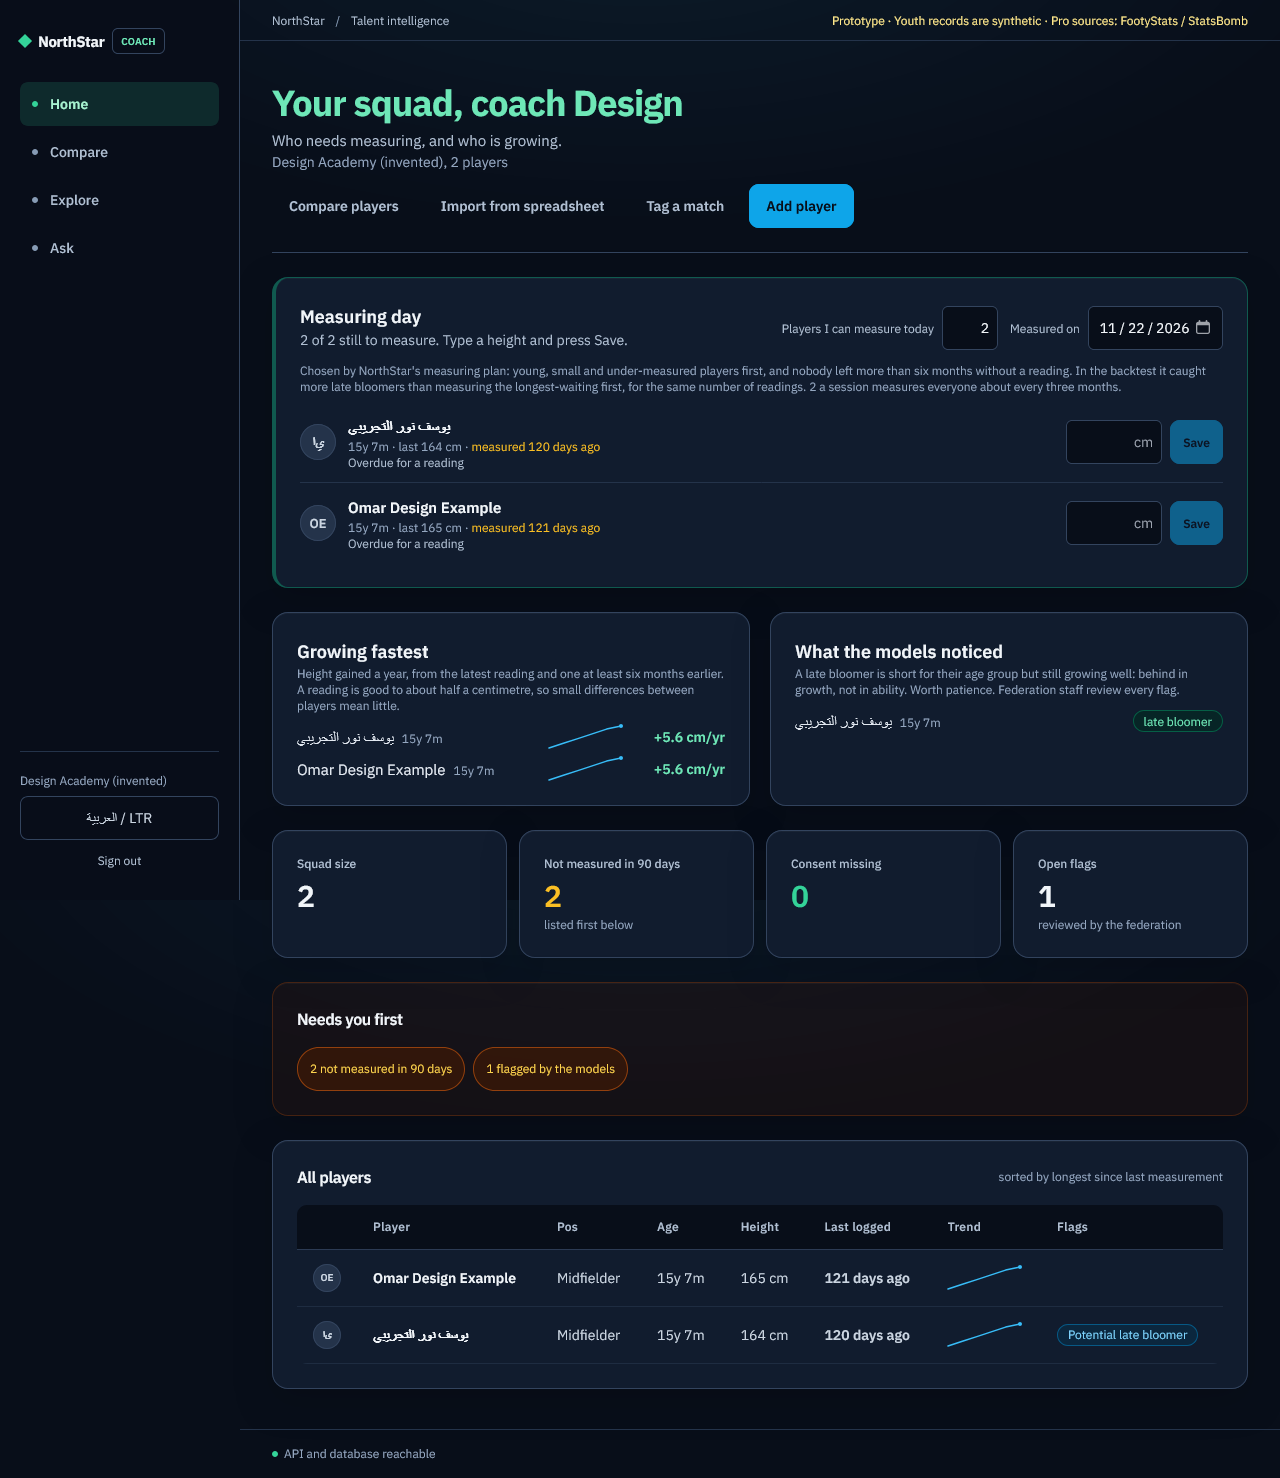 NorthStar COACH
Home
Compare
Explore
Ask
Design Academy (invented)
العربية / LTR
Sign out
NorthStar / Talent intelligence
Prototype · Youth records are synthetic · Pro sources: FootyStats / StatsBomb
Your squad, coach Design
Who needs measuring, and who is growing.
Design Academy (invented), 2 players
Compare players Import from spreadsheet Tag a match Add player
Measuring day
2 of 2 still to measure. Type a height and press Save.
Players I can measure today 2 Measured on 11 / 22 / 2026
Chosen by NorthStar's measuring plan: young, small and under-measured players first, and nobody left more than six months without a reading. In the backtest it caught
more late bloomers than measuring the longest-waiting first, for the same number of readings. 2 a session measures everyone about every three months.
يا
يوسف نور التجريبي
15y 7m · last 164 cm · measured 120 days ago
Overdue for a reading
cm Save
OE
Omar Design Example
15y 7m · last 165 cm · measured 121 days ago
Overdue for a reading
cm Save
Growing fastest
Height gained a year, from the latest reading and one at least six months earlier.
A reading is good to about half a centimetre, so small differences between
players mean little.
يوسف نور التجريبي 15y 7m +5.6 cm/yr
Omar Design Example 15y 7m +5.6 cm/yr
What the models noticed
A late bloomer is short for their age group but still growing well: behind in
growth, not in ability. Worth patience. Federation staff review every flag.
يوسف نور التجريبي 15y 7m late bloomer
Squad size
2
Not measured in 90 days
2
listed first below
Consent missing
0
Open flags
1
reviewed by the federation
Needs you first
2 not measured in 90 days 1 flagged by the models
All players sorted by longest since last measurement
Player Pos Age Height Last logged Trend Flags
OE Omar Design Example Midfielder 15y 7m 165 cm 121 days ago
يا يوسف نور التجريبي Midfielder 15y 7m 164 cm 120 days ago Potential late bloomer
API and database reachable